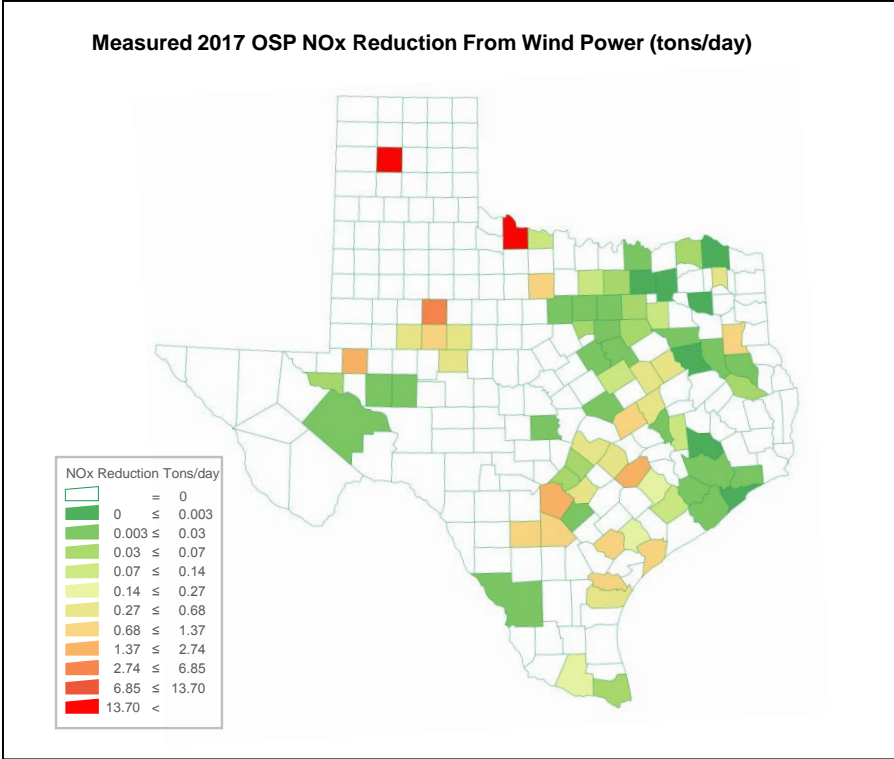 Measured 2017 OSP NOx Reduction From Wind Power (tons/day)
NOx Reduction Tons/day
= 0
0 ≤ 0.003
0.003 ≤ 0.03
0.03 ≤ 0.07
0.07 ≤ 0.14
0.14 ≤ 0.27
0.27 ≤ 0.68
0.68 ≤ 1.37
1.37 ≤ 2.74
2.74 ≤ 6.85
6.85 ≤ 13.70
13.70 <